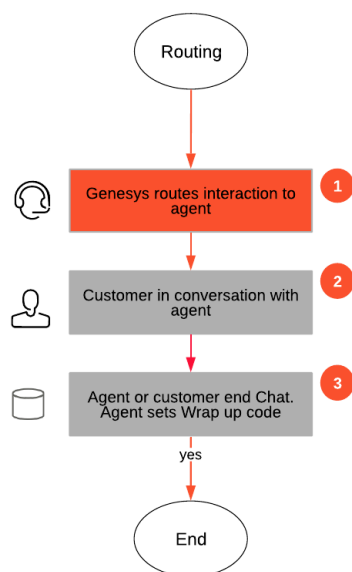 Routing
1
Genesys routes interaction to
agent
2
Customer in conversation with
agent
3
Agent or customer end Chat.
Agent sets Wrap up code
yes
End